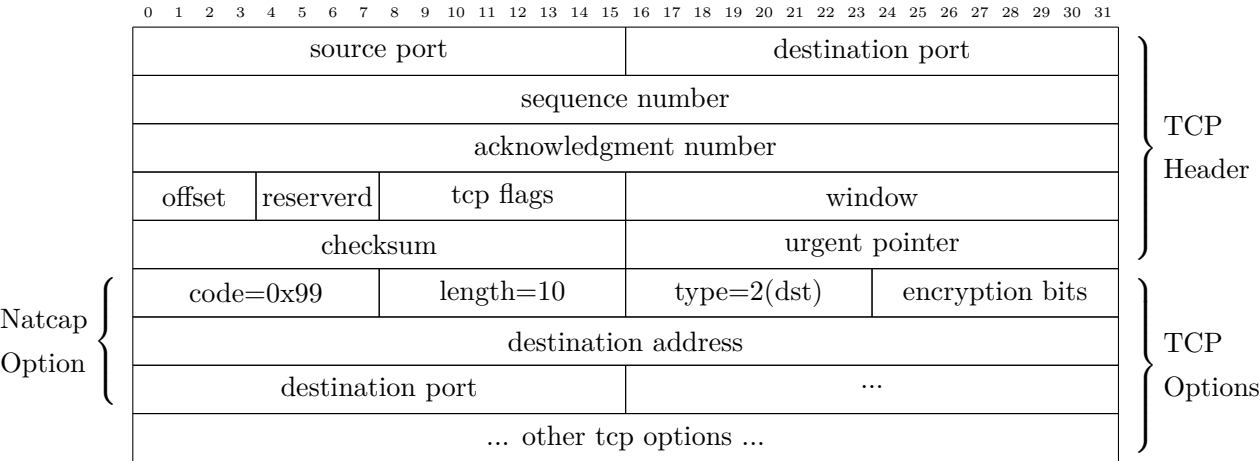 0 1 2 3 4 5 6 7 8 9 10 11 12 13 14 15 16 17 18 19 20 21 22 23 24 25 26 27 28 29 30 31
source port destination port
sequence number
acknowledgment number
offset reserverd tcp flags window
checksum urgent pointer
TCP
Header
code=0x99 length=10 type=2(dst) encryption bits
destination address
destination port ...
... other tcp options ...
Natcap
Option
TCP
Options